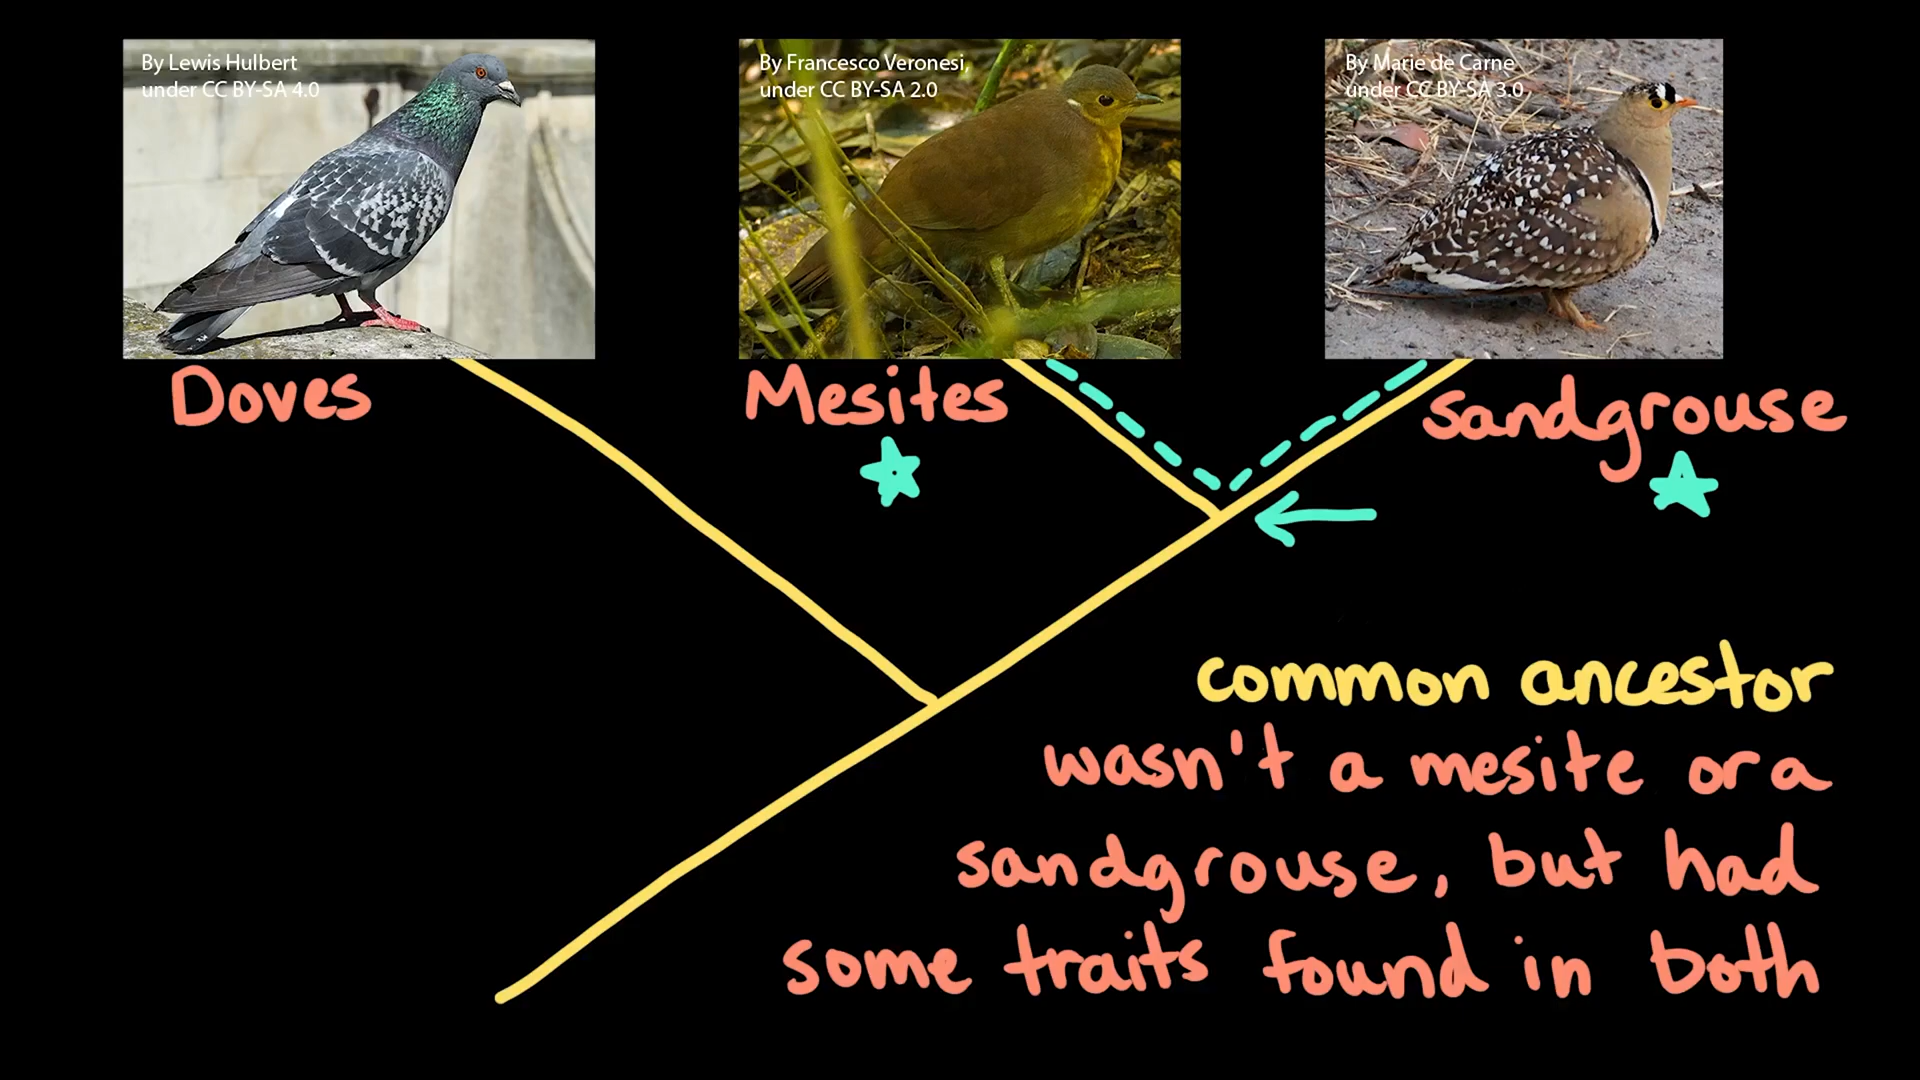 By Lewis Hulbert
under CC BY-SA 4.0
By Francesco Veronesi,
under CC BY-SA 2.0
By Marie de Carne
under CC BY-SA 3.0
Doves
Mesites
sandgrouse
common ancestor
wasn't a mesite or a
sandgrouse, but had
some traits found in both